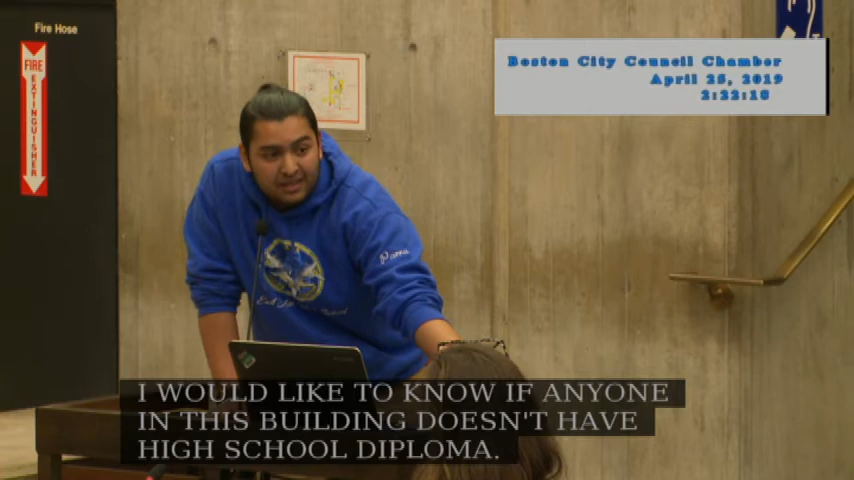 Fire Hose
FIRE
EXTINGUISHER
Boston City Council Chamber
April 25, 2019
2:22:18
I WOULD LIKE TO KNOW IF ANYONE
IN THIS BUILDING DOESN'T HAVE
HIGH SCHOOL DIPLOMA.